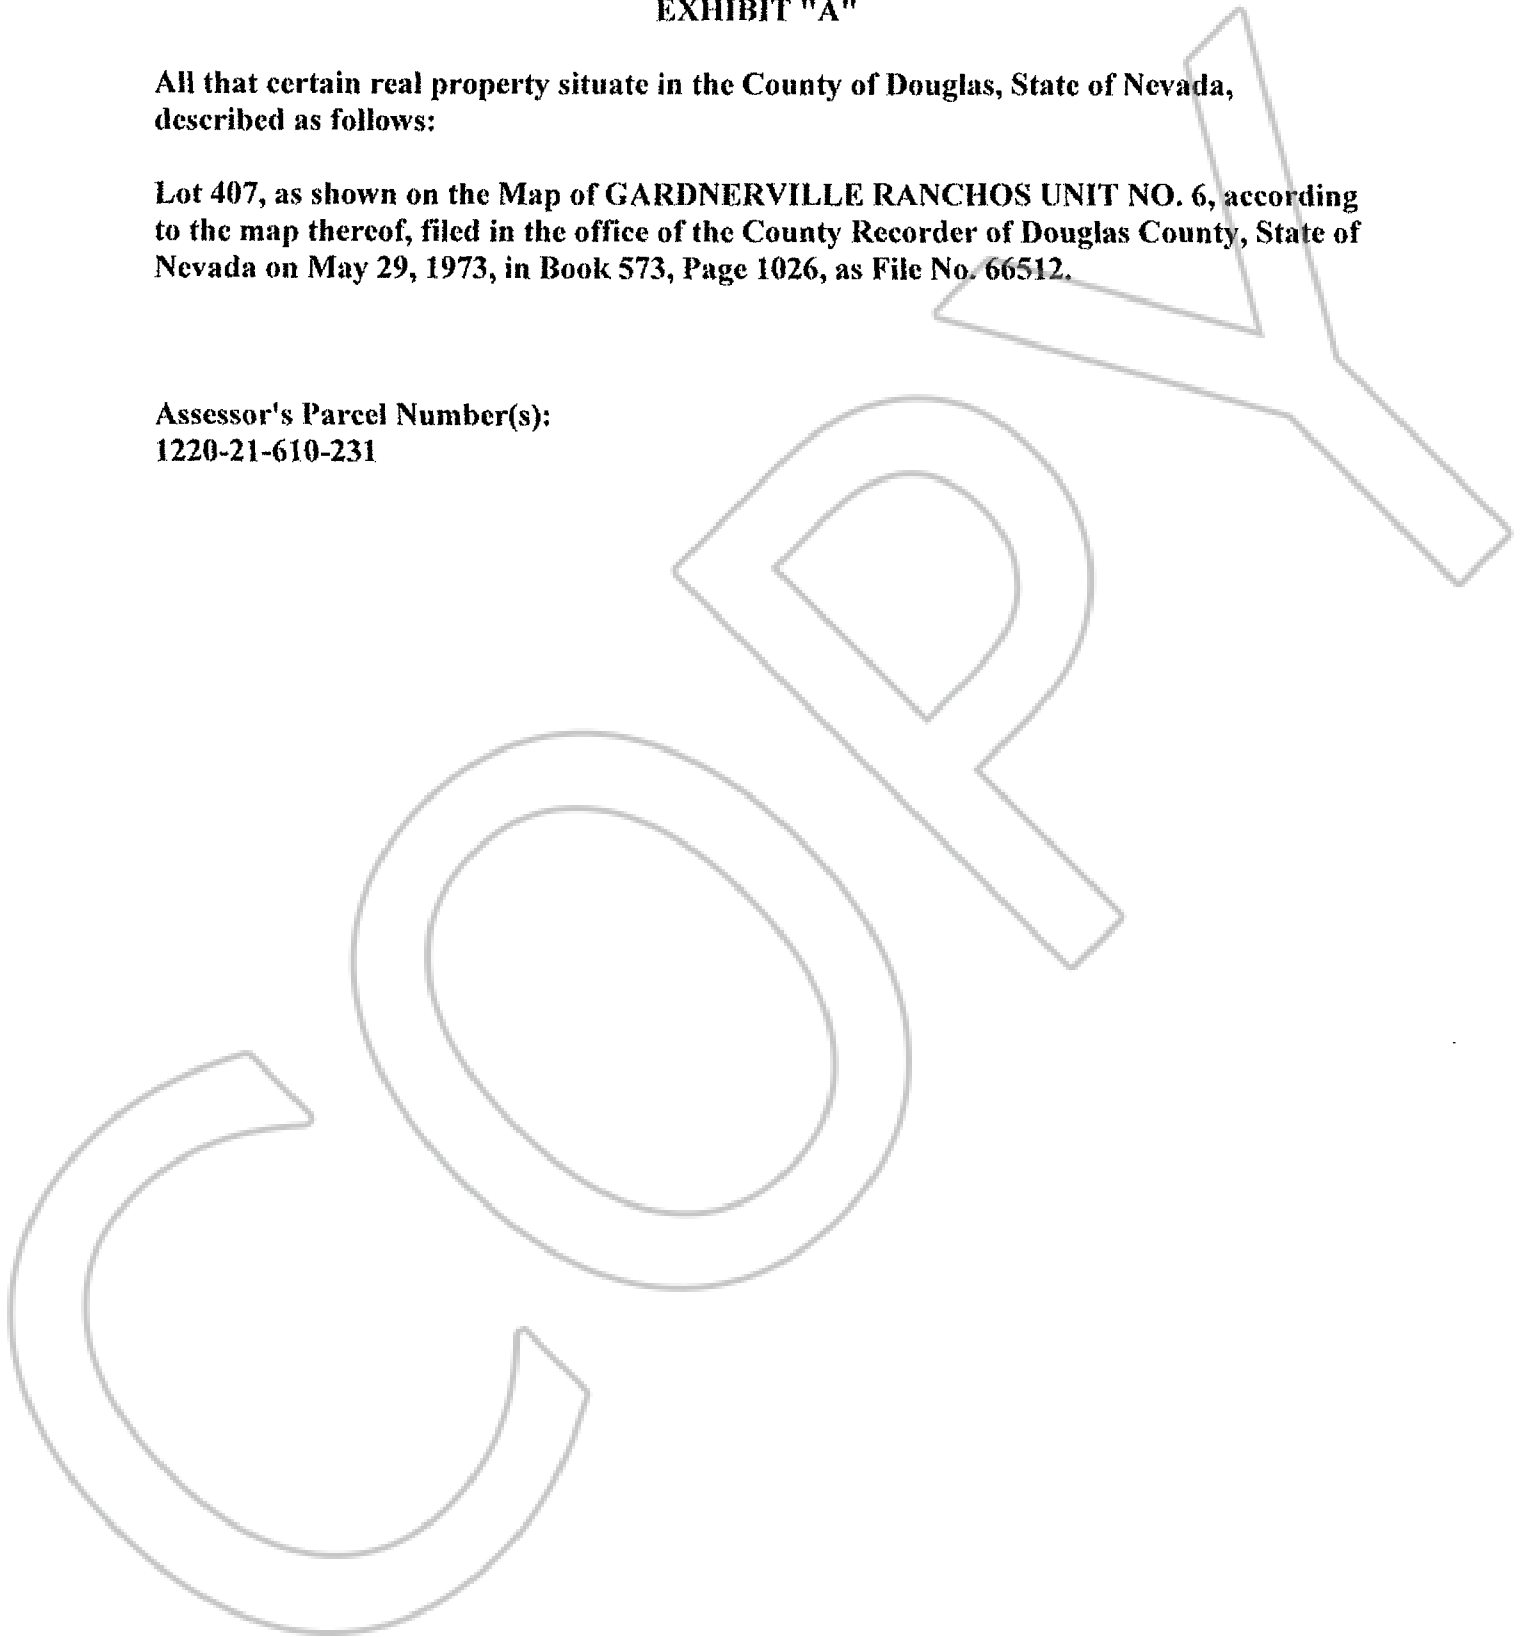 EXHIBIT "A"
All that certain real property situate in the County of Douglas, State of Nevada,
described as follows:
Lot 407, as shown on the Map of GARDNERVILLE RANCHOS UNIT NO. 6, according
to the map thereof, filed in the office of the County Recorder of Douglas County, State of
Nevada on May 29, 1973, in Book 573, Page 1026, as File No. 66512.
Assessor's Parcel Number(s):
1220-21-610-231
COPY